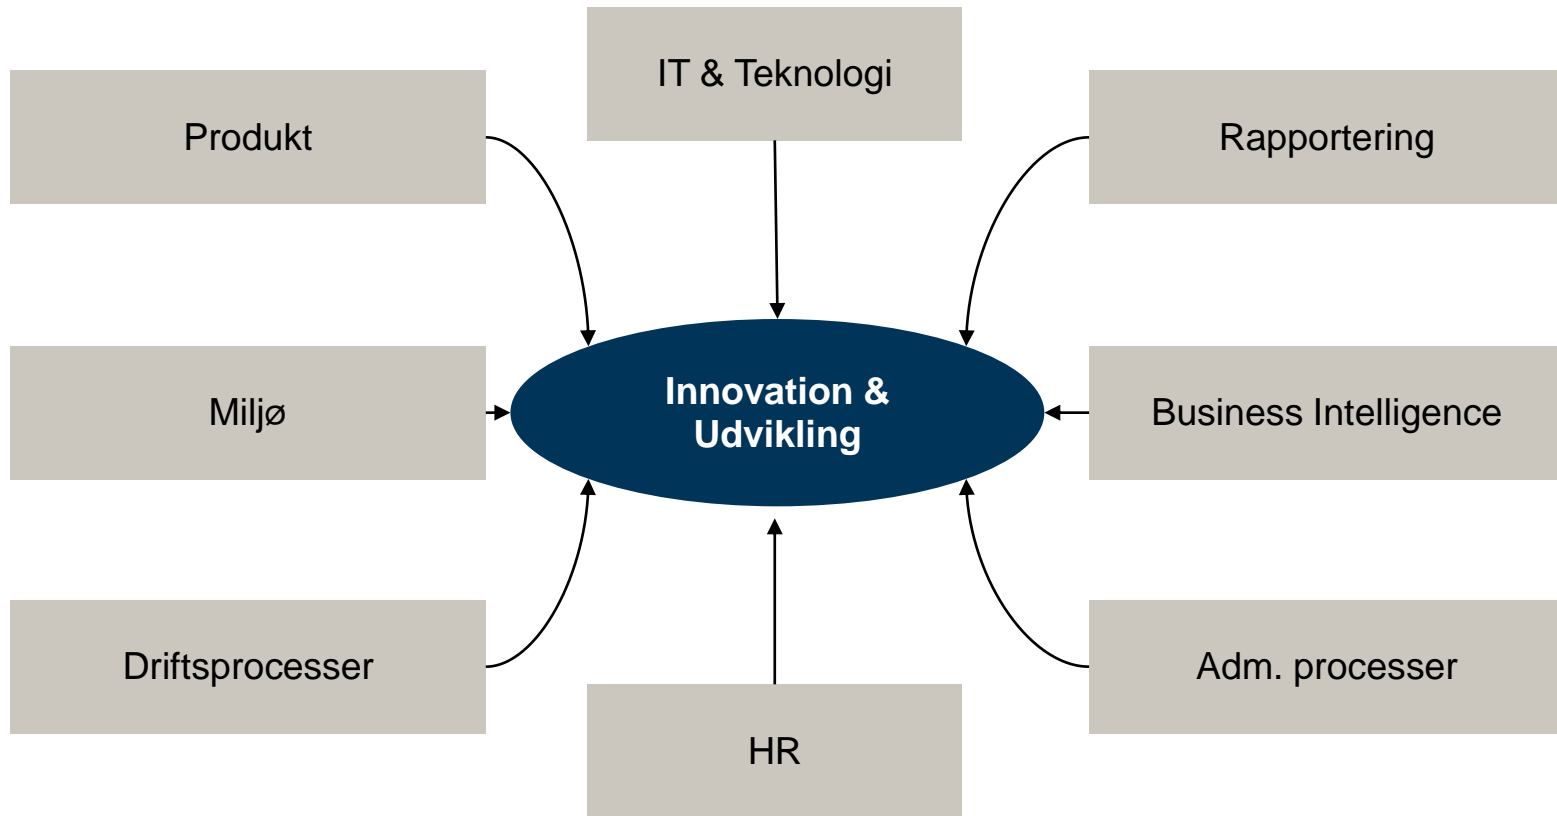 IT & Teknologi
Produkt
Rapportering
Miljø
Innovation &
Udvikling
Business Intelligence
Driftsprocesser
Adm. processer
HR